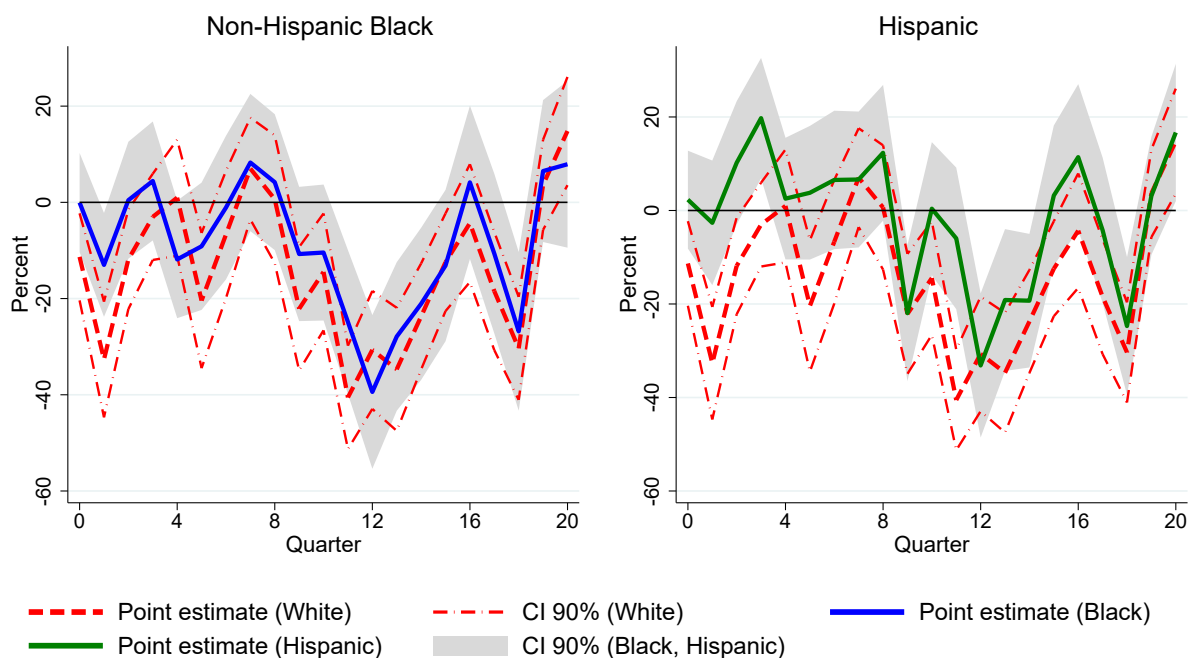 Non-Hispanic Black
Percent
20
0
-20
-40
-60
0 4 8 12 16 20
Quarter
Hispanic
Percent
20
0
-20
-40
-60
0 4 8 12 16 20
Quarter
Point estimate (White) CI 90% (White) Point estimate (Black)
Point estimate (Hispanic) CI 90% (Black, Hispanic)